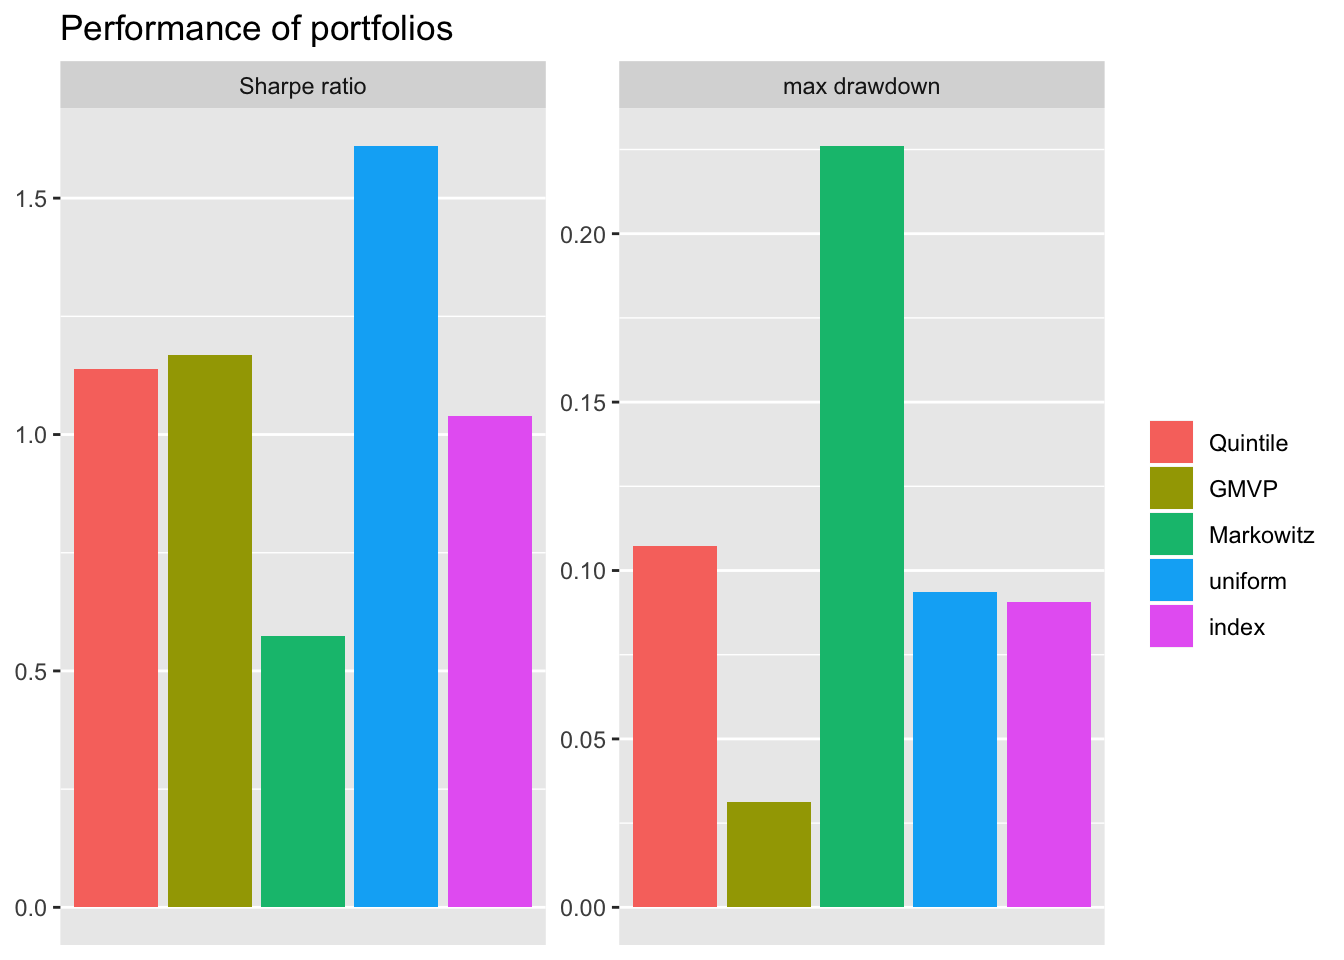 Performance of portfolios
Sharpe ratio
max drawdown
1.5
1.0
0.5
0.0
0.20
0.15
0.10
0.05
0.00
Quintile
GMVP
Markowitz
uniform
index